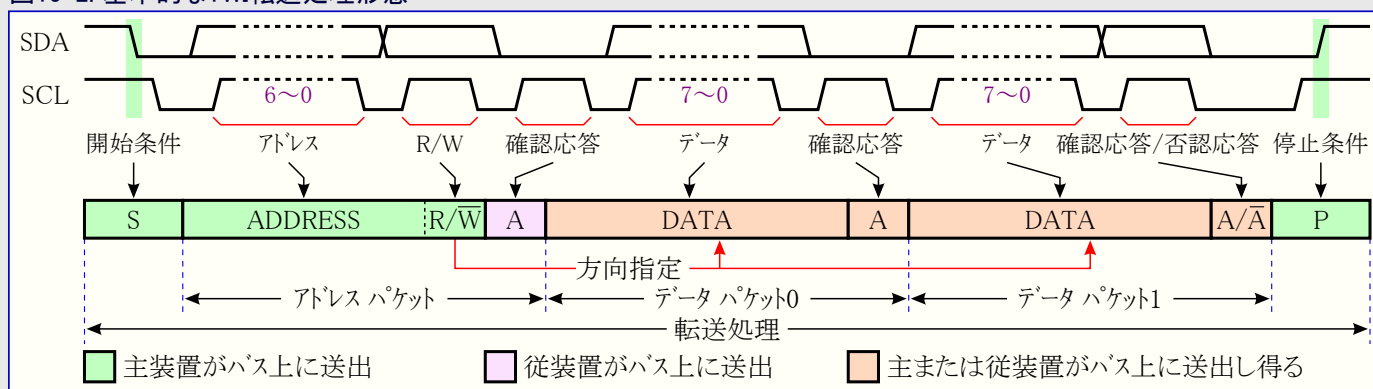 SDA
SCL
6～0 7～0 7～0
開始条件 アドレス R/W 確認応答 データ 確認応答 データ 確認応答/否認応答 停止条件
S ADDRESS R/W̅ A DATA A DATA A/A̅ P
方向指定
アドレス パケット データ パケット0 データ パケット1
転送処理
主装置がバス上に送出 従装置がバス上に送出 主または従装置がバス上に送出し得る